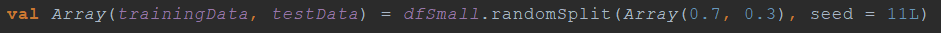 val Array(trainingData, testData) = dfSmall.randomSplit(Array(0.7, 0.3), seed = 11L)